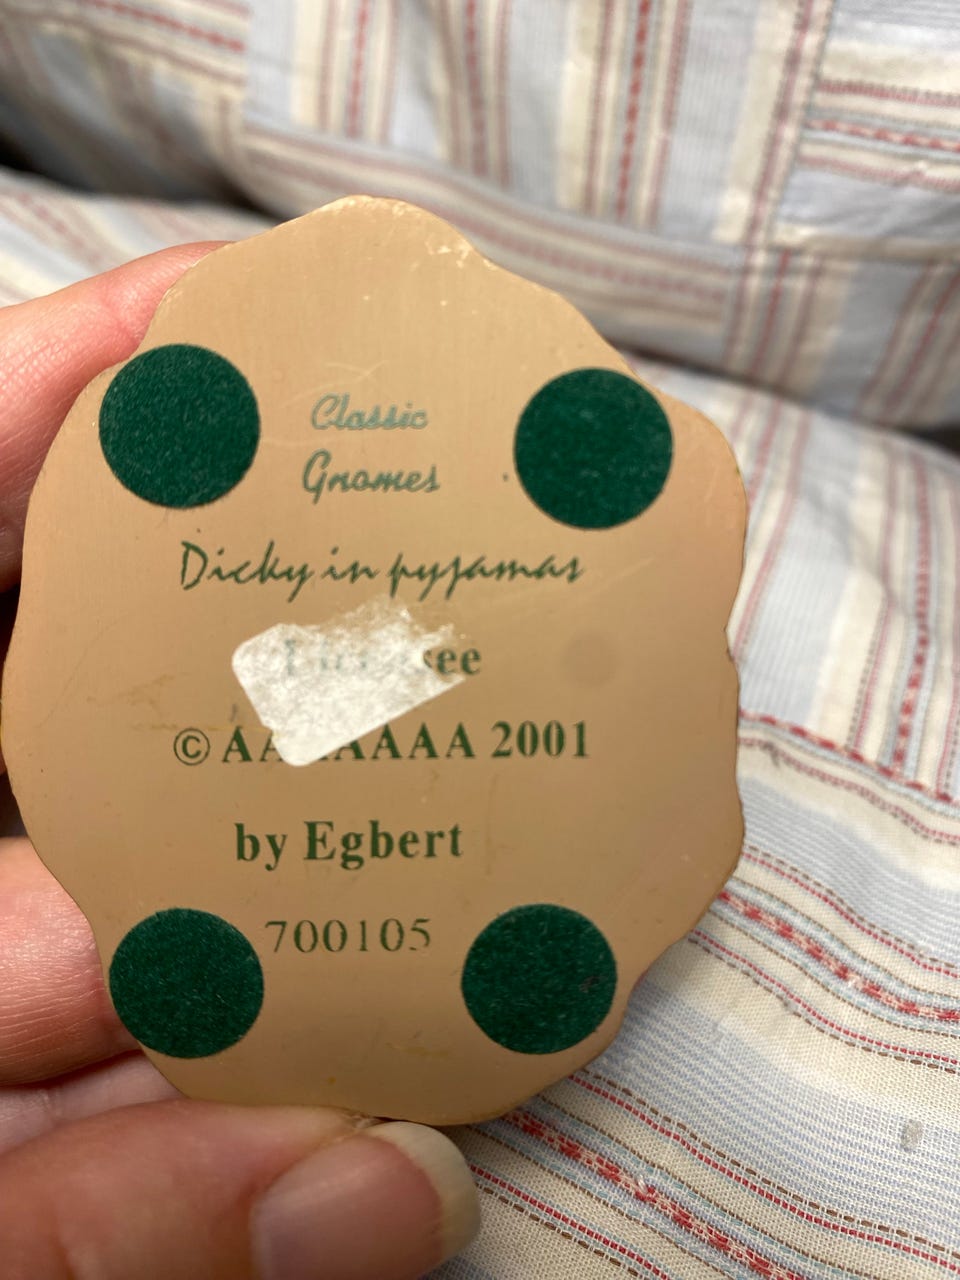 Classic
Gnomes
Dicky in pyjamas
© AAAAAAA 2001
by Egbert
700105